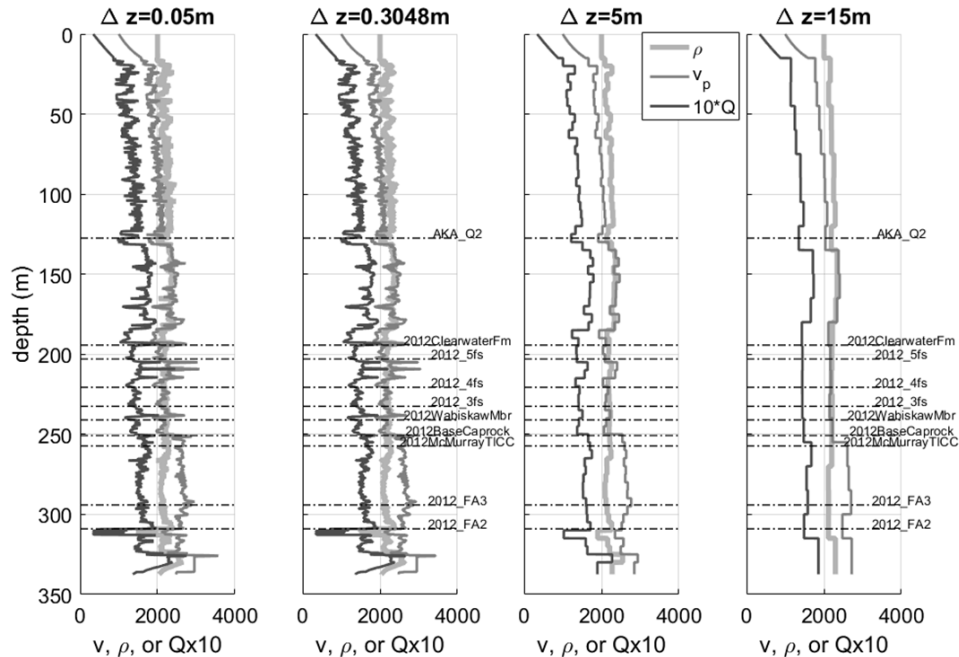 Δ z=0.05m
Δ z=0.3048m
Δ z=5m
Δ z=15m
0
50
100
150
200
250
300
350
depth (m)
ρ
v_p
10*Q
AKA_Q2
2012ClearwaterFm
2012_5fs
2012_4fs
2012_3fs
2012WabiskawMbr
2012BaseCaprock
2012McMurrayTICC
2012_FA3
2012_FA2
AKA_Q2
2012ClearwaterFm
2012_5fs
2012_4fs
2012_3fs
2012WabiskawMbr
2012BaseCaprock
2012McMurrayTICC
2012_FA3
2012_FA2
0 2000 4000
0 2000 4000
0 2000 4000
0 2000 4000
v, ρ, or Qx10
v, ρ, or Qx10
v, ρ, or Qx10
v, ρ, or Qx10